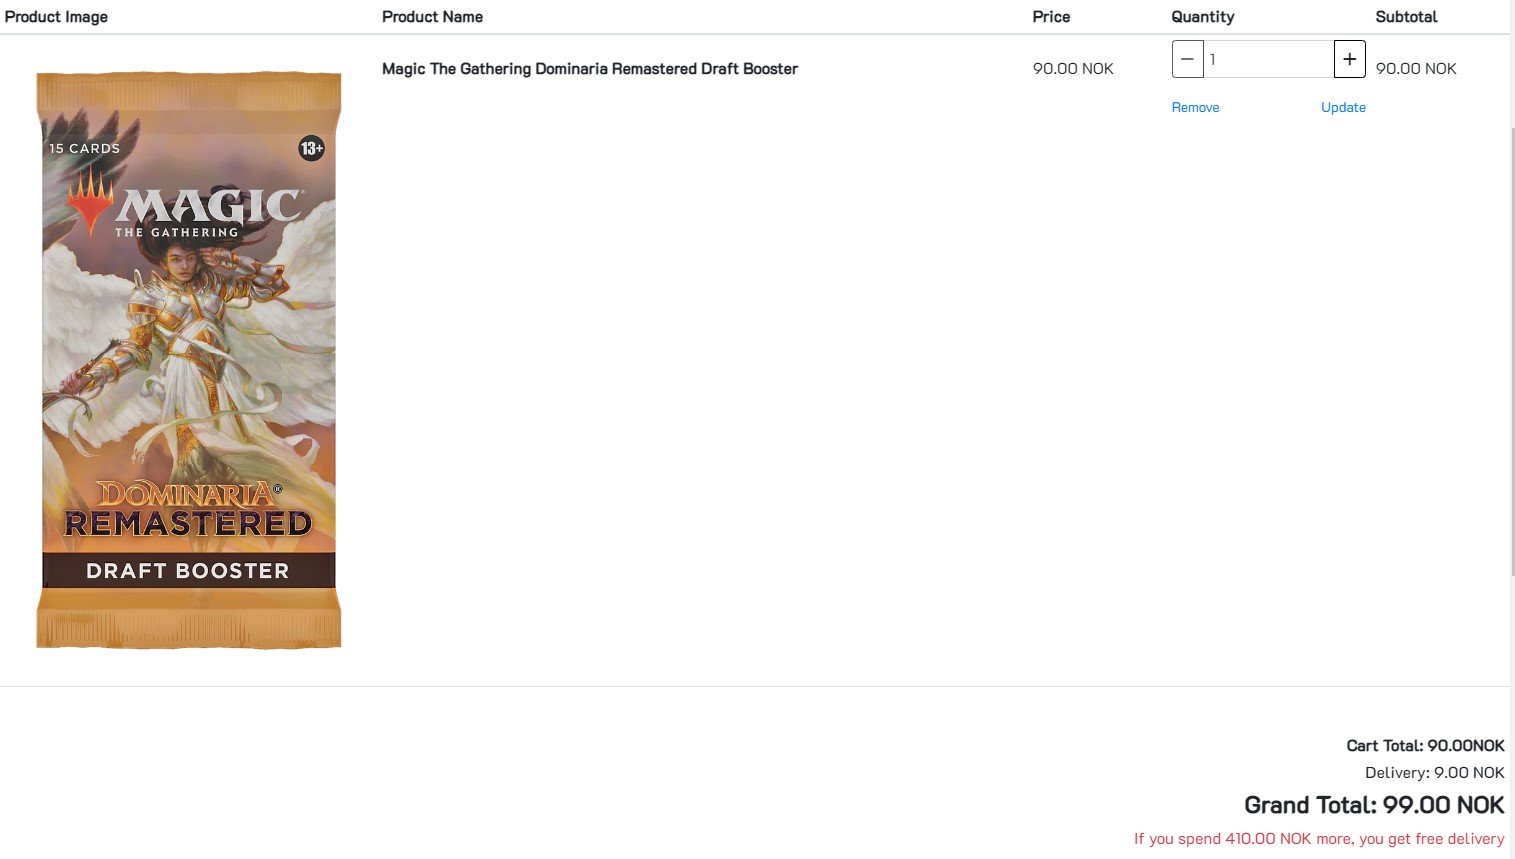 Product Image Product Name Price Quantity Subtotal
Magic The Gathering Dominaria Remastered Draft Booster 90.00 NOK − 1 + 90.00 NOK
Remove Update
15 CARDS 13+
MAGIC
THE GATHERING
DOMINARIA®
REMASTERED
DRAFT BOOSTER
Cart Total: 90.00NOK
Delivery: 9.00 NOK
Grand Total: 99.00 NOK
If you spend 410.00 NOK more, you get free delivery